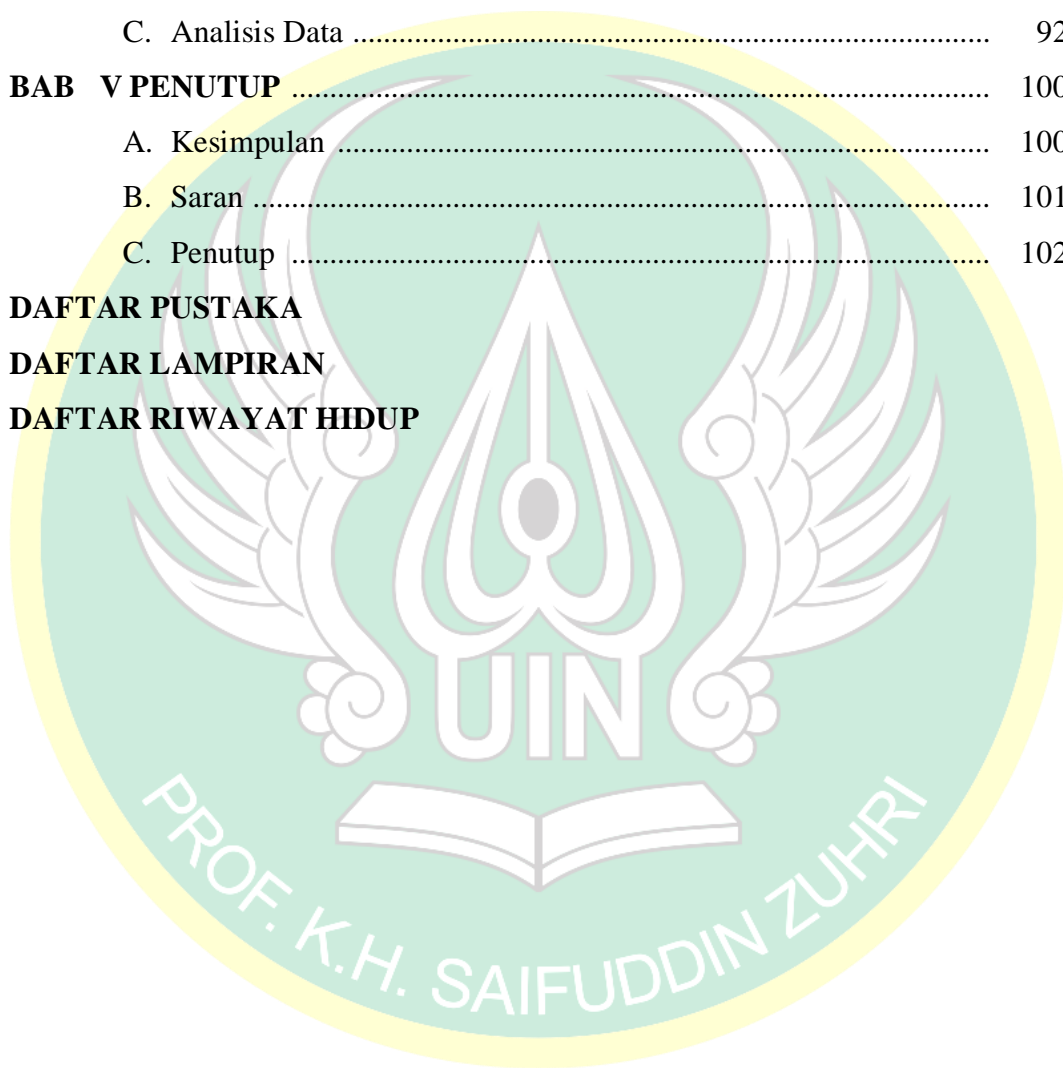 C. Analisis Data ........................................................................................ 92
BAB V PENUTUP ................................................................................................ 100
A. Kesimpulan .......................................................................................... 100
B. Saran ..................................................................................................... 101
C. Penutup ................................................................................................ 102
DAFTAR PUSTAKA
DAFTAR LAMPIRAN
DAFTAR RIWAYAT HIDUP
UIN
PROF. K.H. SAIFUDDIN ZUHRI